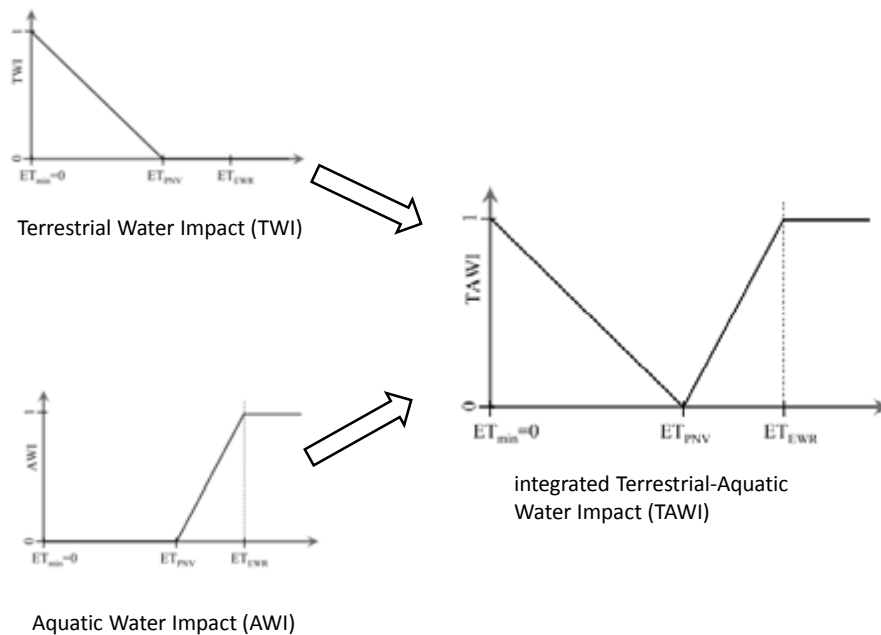 1
TWI
0
ET_min=0 ET_PNV ET_EWR
Terrestrial Water Impact (TWI)
1
AWI
0
ET_min=0 ET_PNV ET_EWR
Aquatic Water Impact (AWI)
1
TAWI
0
ET_min=0 ET_PNV ET_EWR
integrated Terrestrial-Aquatic
Water Impact (TAWI)